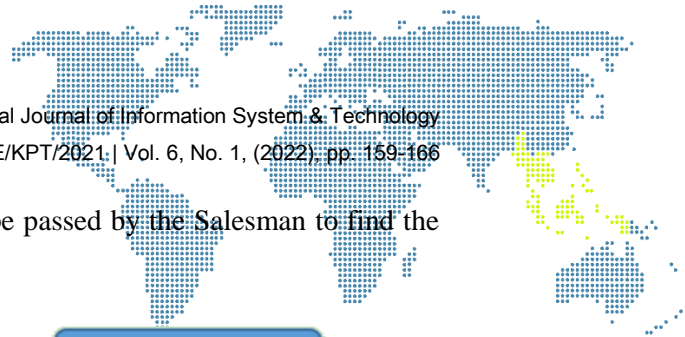 al Journal of Information System & Technology
E/KPT/2021 | Vol. 6, No. 1, (2022), pp. 159-166
be passed by the Salesman to find the